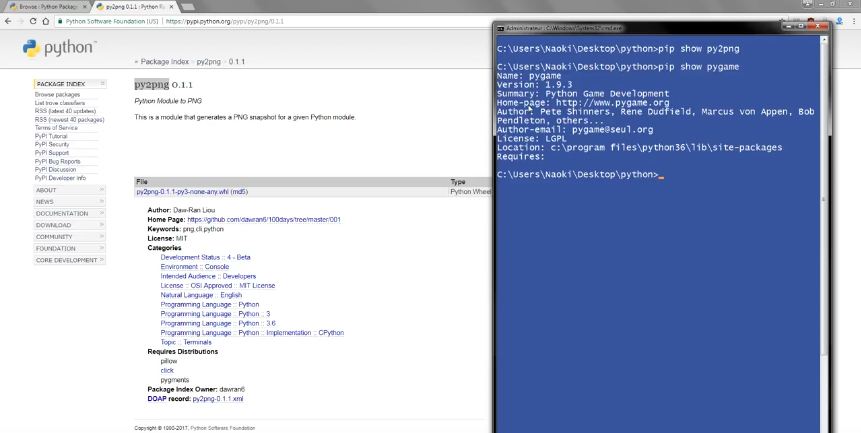 Browse : Python Packag
py2png 0.1.1 : Python Pa
Python Software Foundation [US]
https://pypi.python.org/pypi/py2png/0.1.1
python
» Package Index > py2png > 0.1.1
PACKAGE INDEX
Browse packages
List trove classifiers
RSS (latest 40 updates)
RSS (newest 40 packages)
Terms of Service
PyPI Tutorial
PyPI Security
PyPI Support
PyPI Bug Reports
PyPI Discussion
PyPI Developer Info
ABOUT
NEWS
DOCUMENTATION
DOWNLOAD
COMMUNITY
FOUNDATION
CORE DEVELOPMENT
py2png 0.1.1
Python Module to PNG
This is a module that generates a PNG snapshot for a given Python module.
File Type
py2png-0.1.1-py3-none-any.whl (md5) Python Wheel
Author: Daw-Ran Liou
Home Page: https://github.com/dawran6/100days/tree/master/001
Keywords: png,cli,python
License: MIT
Categories
Development Status :: 4 - Beta
Environment :: Console
Intended Audience :: Developers
License :: OSI Approved :: MIT License
Natural Language :: English
Programming Language :: Python
Programming Language :: Python :: 3
Programming Language :: Python :: 3.6
Programming Language :: Python :: Implementation :: CPython
Topic :: Terminals
Requires Distributions
pillow
click
pygments
Package Index Owner: dawran6
DOAP record: py2png-0.1.1.xml
Copyright © 1990-2017, Python Software Foundation
Administrateur : C:\Windows\System32\cmd.exe
C:\Users\Naoki\Desktop\python>pip show py2png
C:\Users\Naoki\Desktop\python>pip show pygame
Name: pygame
Version: 1.9.3
Summary: Python Game Development
Home-page: http://www.pygame.org
Author: Pete Shinners, Rene Dudfield, Marcus von Appen, Bob
Pendleton, others...
Author-email: pygame@seul.org
License: LGPL
Location: c:\program files\python36\lib\site-packages
Requires:
C:\Users\Naoki\Desktop\python>_